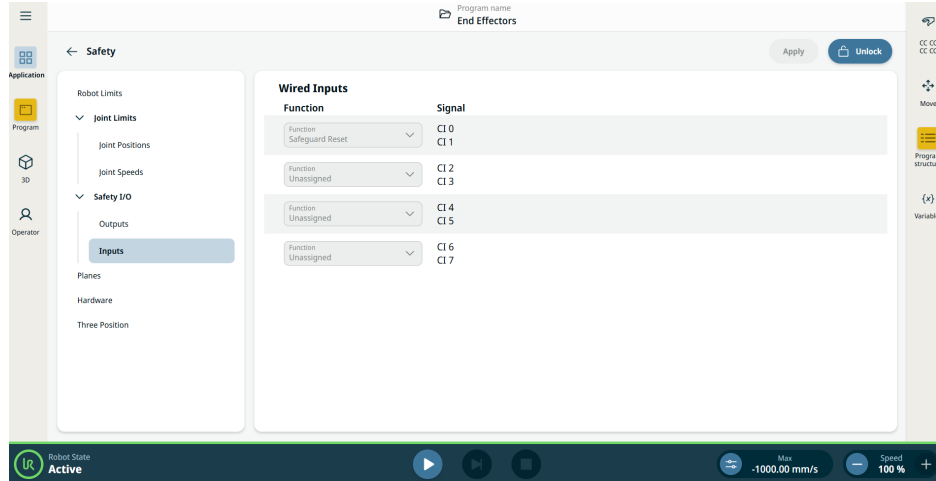 Program name
End Effectors
Application
Program
3D
Operator
Safety
Apply
Unlock
Robot Limits
Joint Limits
Joint Positions
Joint Speeds
Safety I/O
Outputs
Inputs
Planes
Hardware
Three Position
Wired Inputs
Function Signal
Function
Safeguard Reset
CI 0
CI 1
Function
Unassigned
CI 2
CI 3
Function
Unassigned
CI 4
CI 5
Function
Unassigned
CI 6
CI 7
Move
{x}
Robot State
Active
Max
-1000.00 mm/s
Speed
100 %